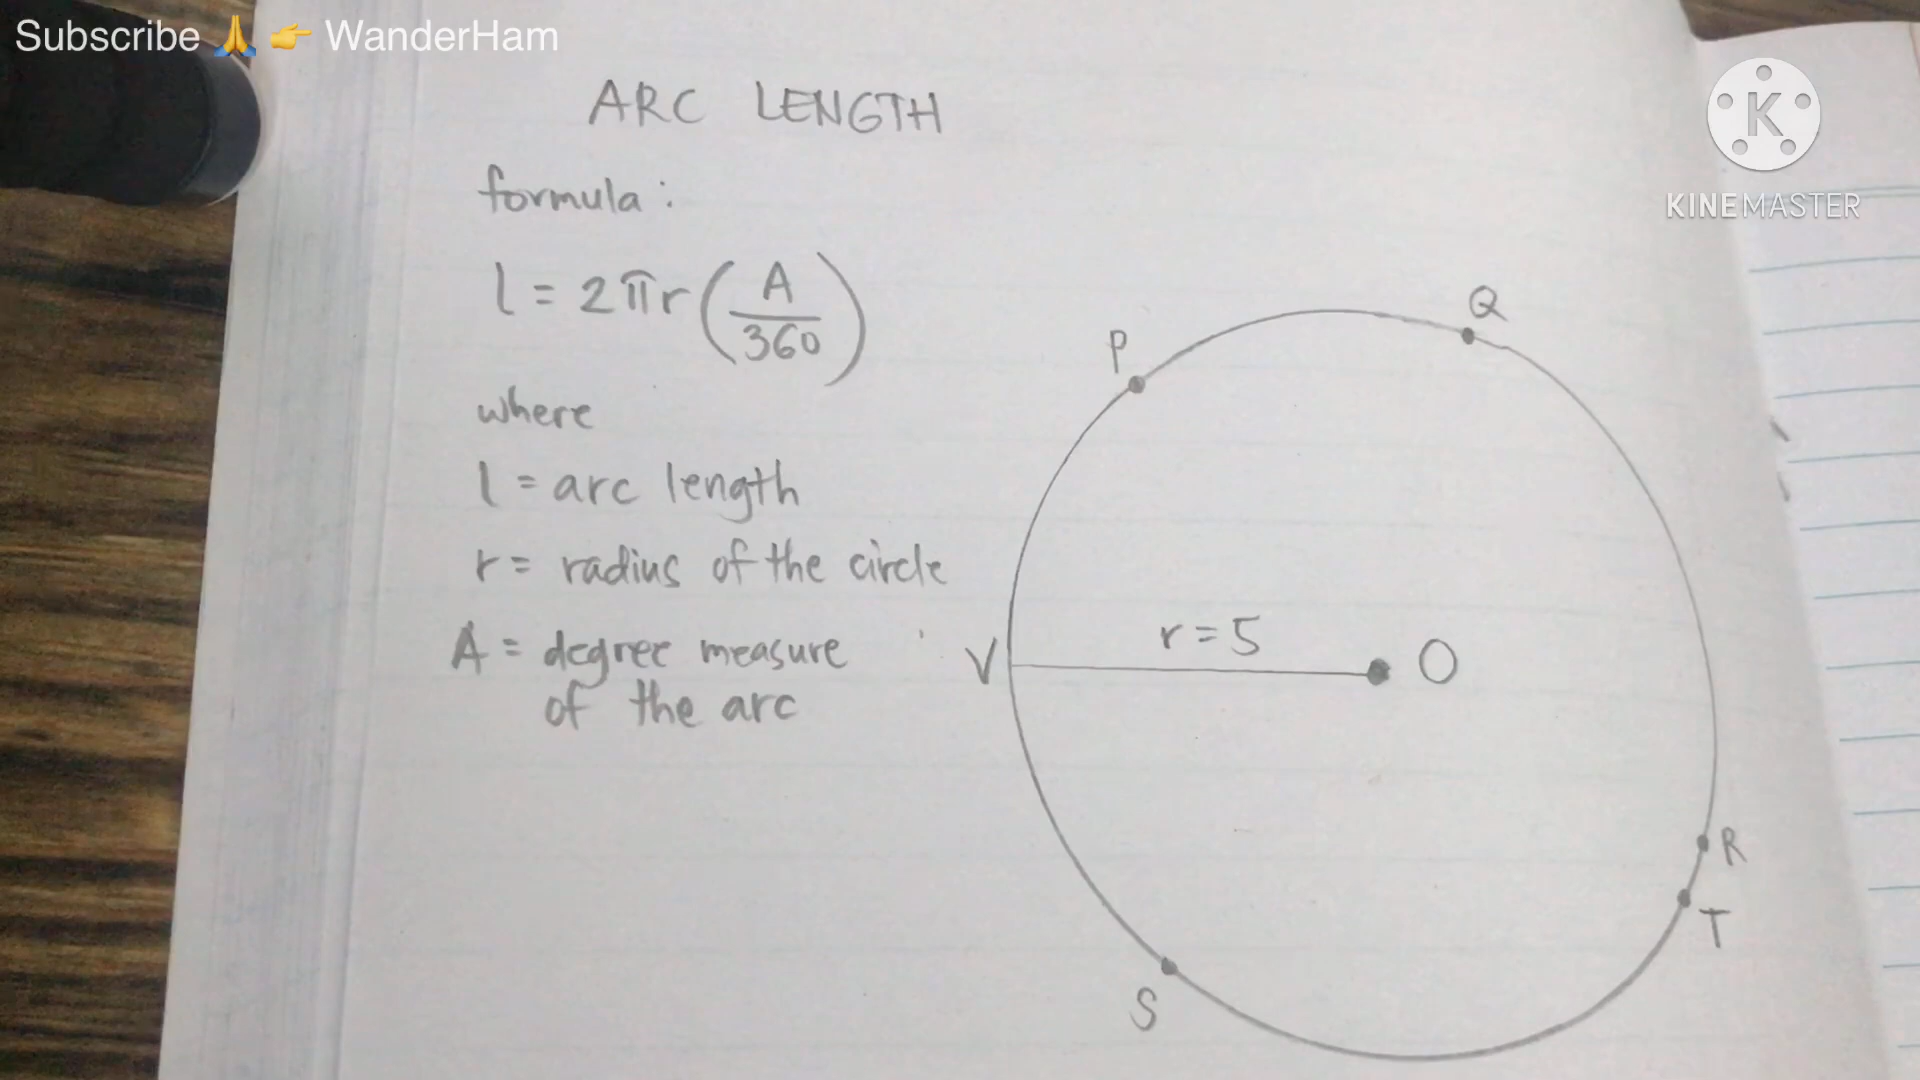 Subscribe 🙏 👉 WanderHam
K
KINEMASTER
ARC LENGTH
formula:
l = 2πr(A/360)
where
l = arc length
r = radius of the circle
A = degree measure
of the arc
P
Q
V
r = 5
O
R
T
S